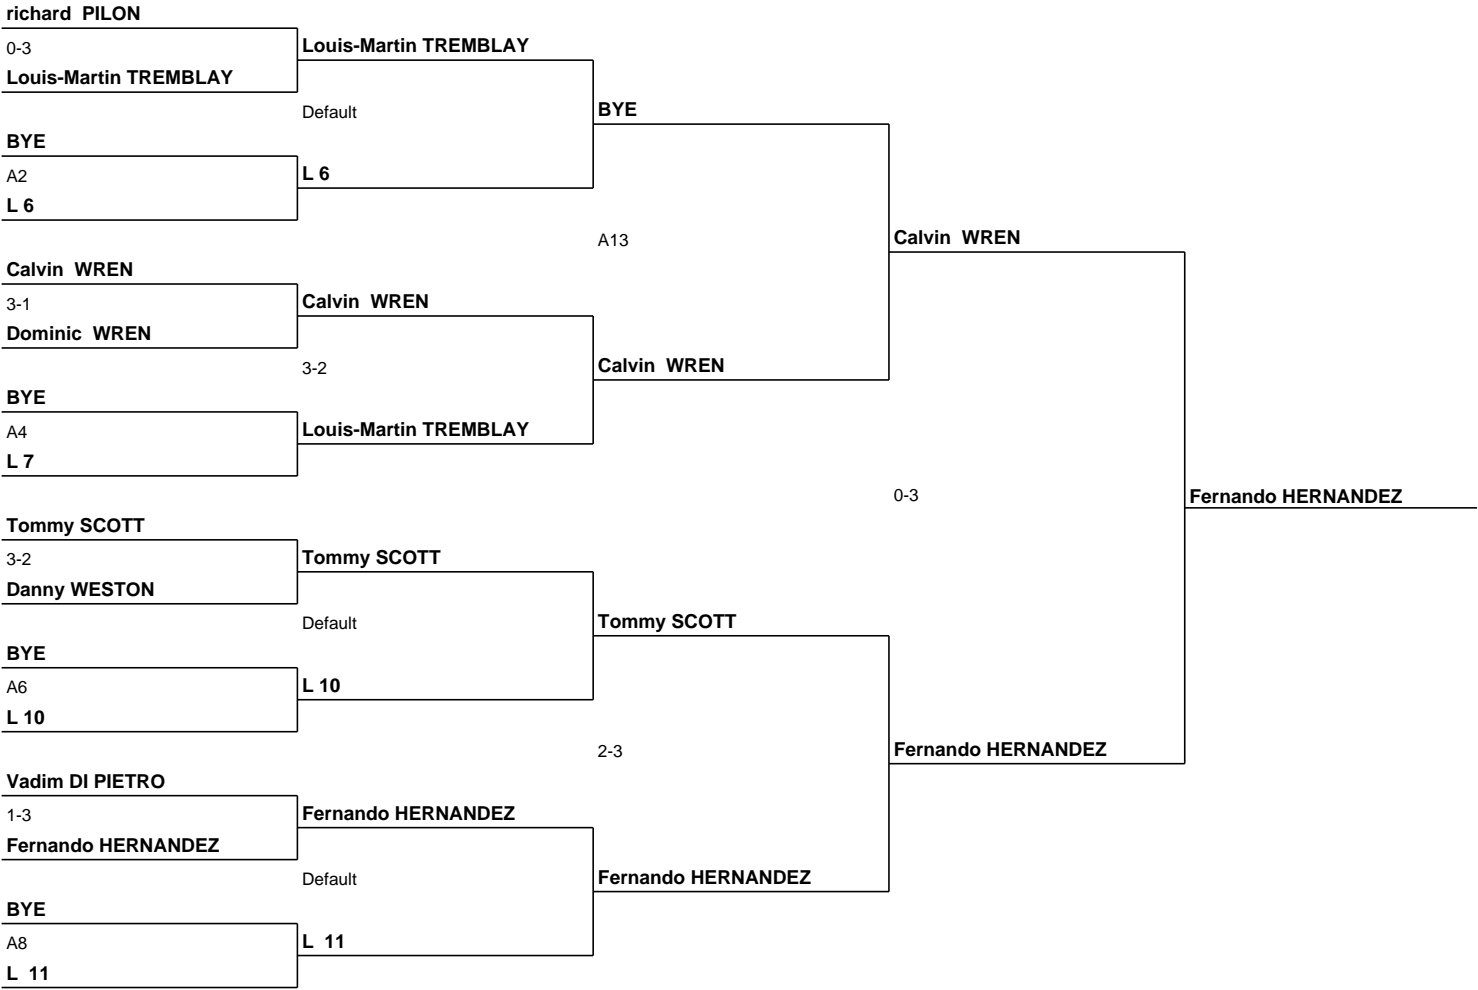 richard  PILON
0-3
Louis-Martin TREMBLAY
BYE
A2
L 6
Calvin  WREN
3-1
Dominic  WREN
BYE
A4
L 7
Tommy SCOTT
3-2
Danny WESTON
BYE
A6
L 10
Vadim DI PIETRO
1-3
Fernando HERNANDEZ
BYE
A8
L  11
Louis-Martin TREMBLAY
Default
L 6
Calvin  WREN
3-2
Louis-Martin TREMBLAY
Tommy SCOTT
Default
L 10
Fernando HERNANDEZ
Default
L  11
BYE
A13
Calvin  WREN
Tommy SCOTT
2-3
Fernando HERNANDEZ
Calvin  WREN
0-3
Fernando HERNANDEZ
Fernando HERNANDEZ